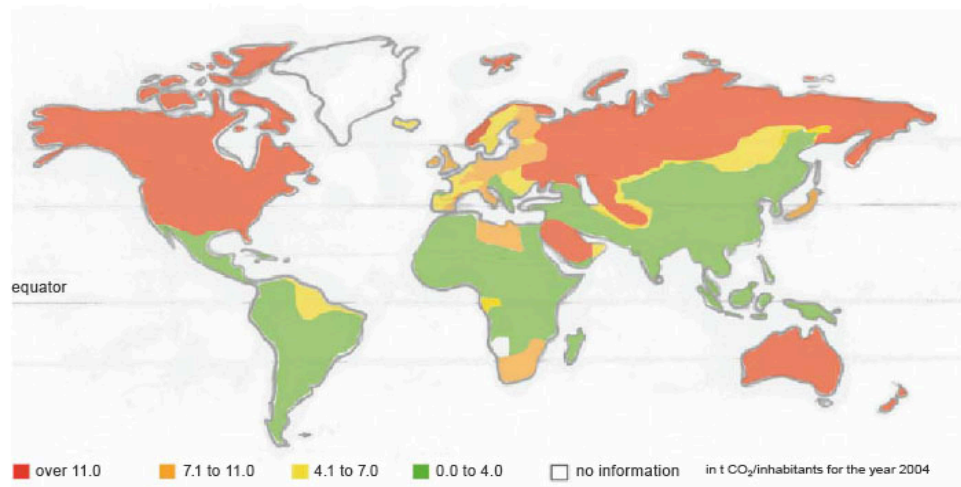 equator
over 11.0 7.1 to 11.0 4.1 to 7.0 0.0 to 4.0 no information in t CO₂/inhabitants for the year 2004